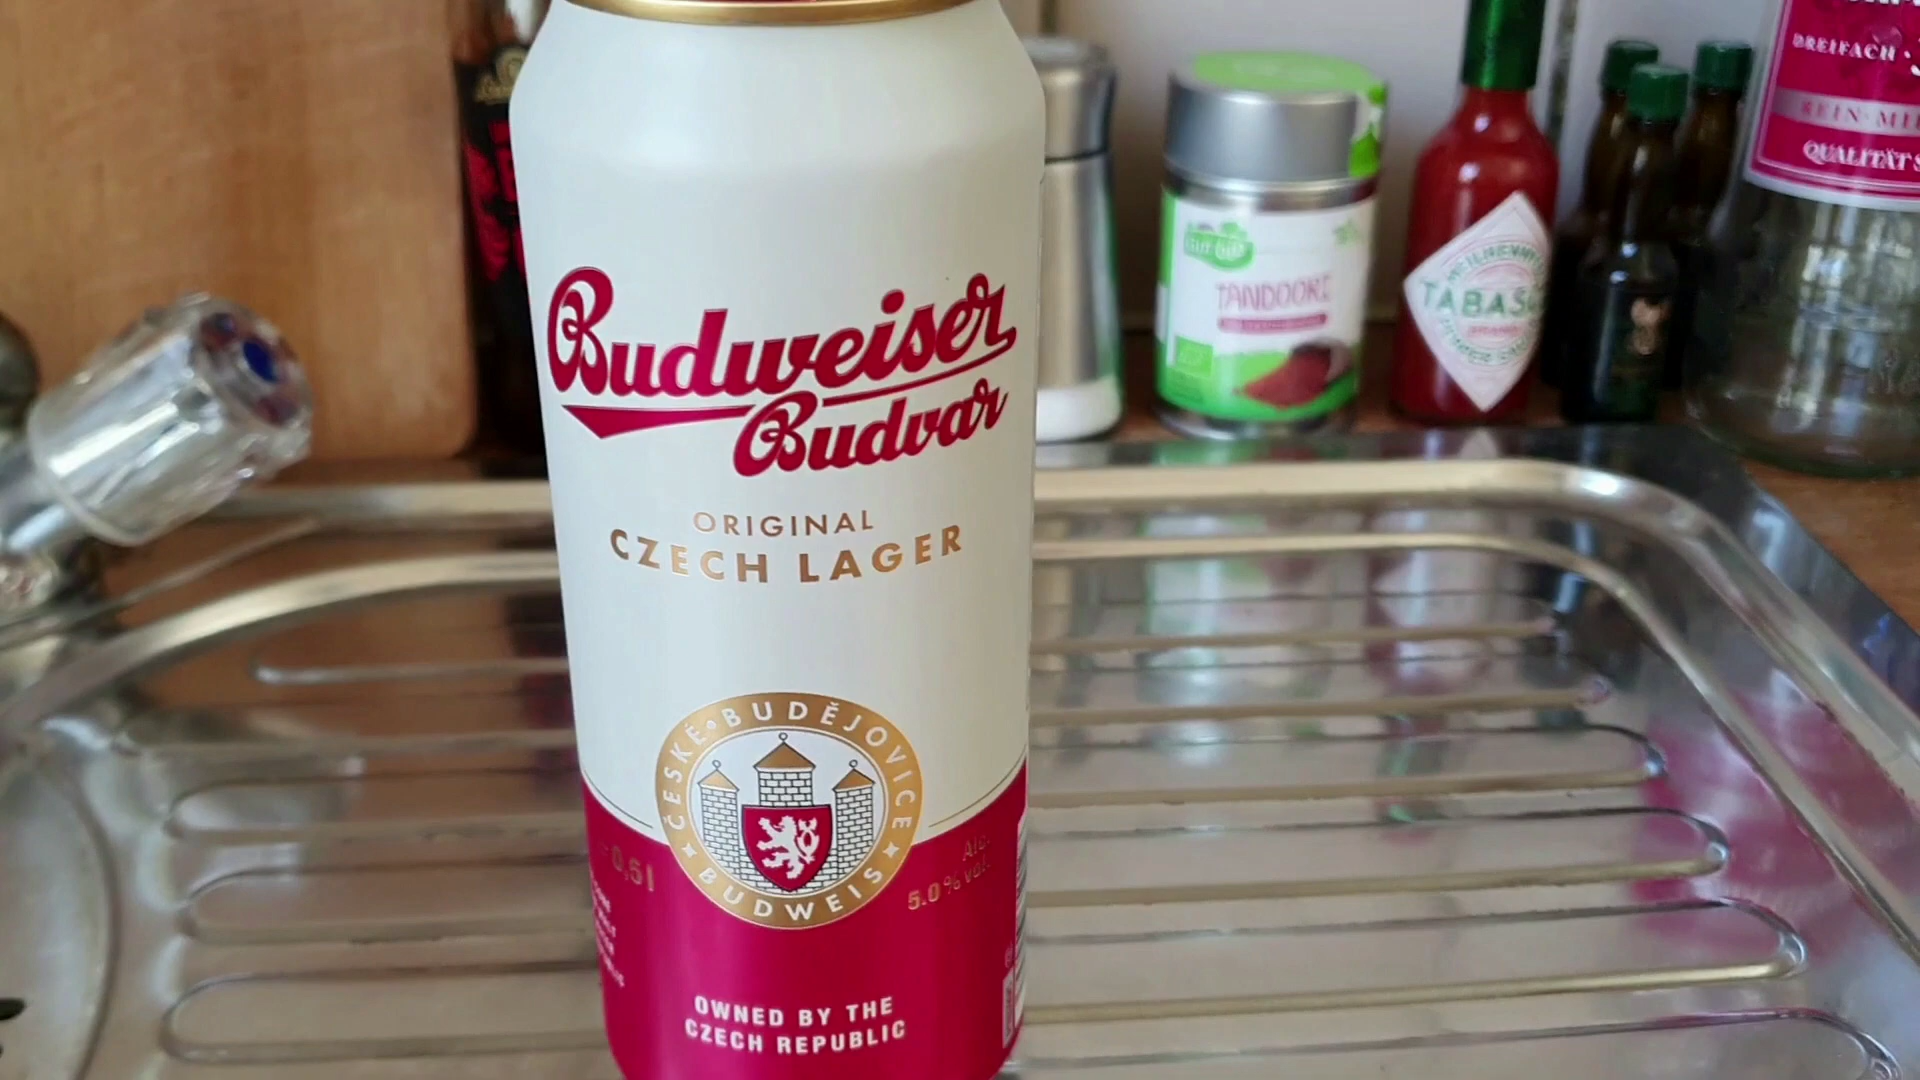 Budweiser
Budvar
ORIGINAL
CZECH LAGER
ČESKÉ BUDĚJOVICE
BUDWEIS
0,5 l
Alc.
5.0 % vol.
OWNED BY THE
CZECH REPUBLIC
TANDOORI
DREIFACH
QUALITÄT